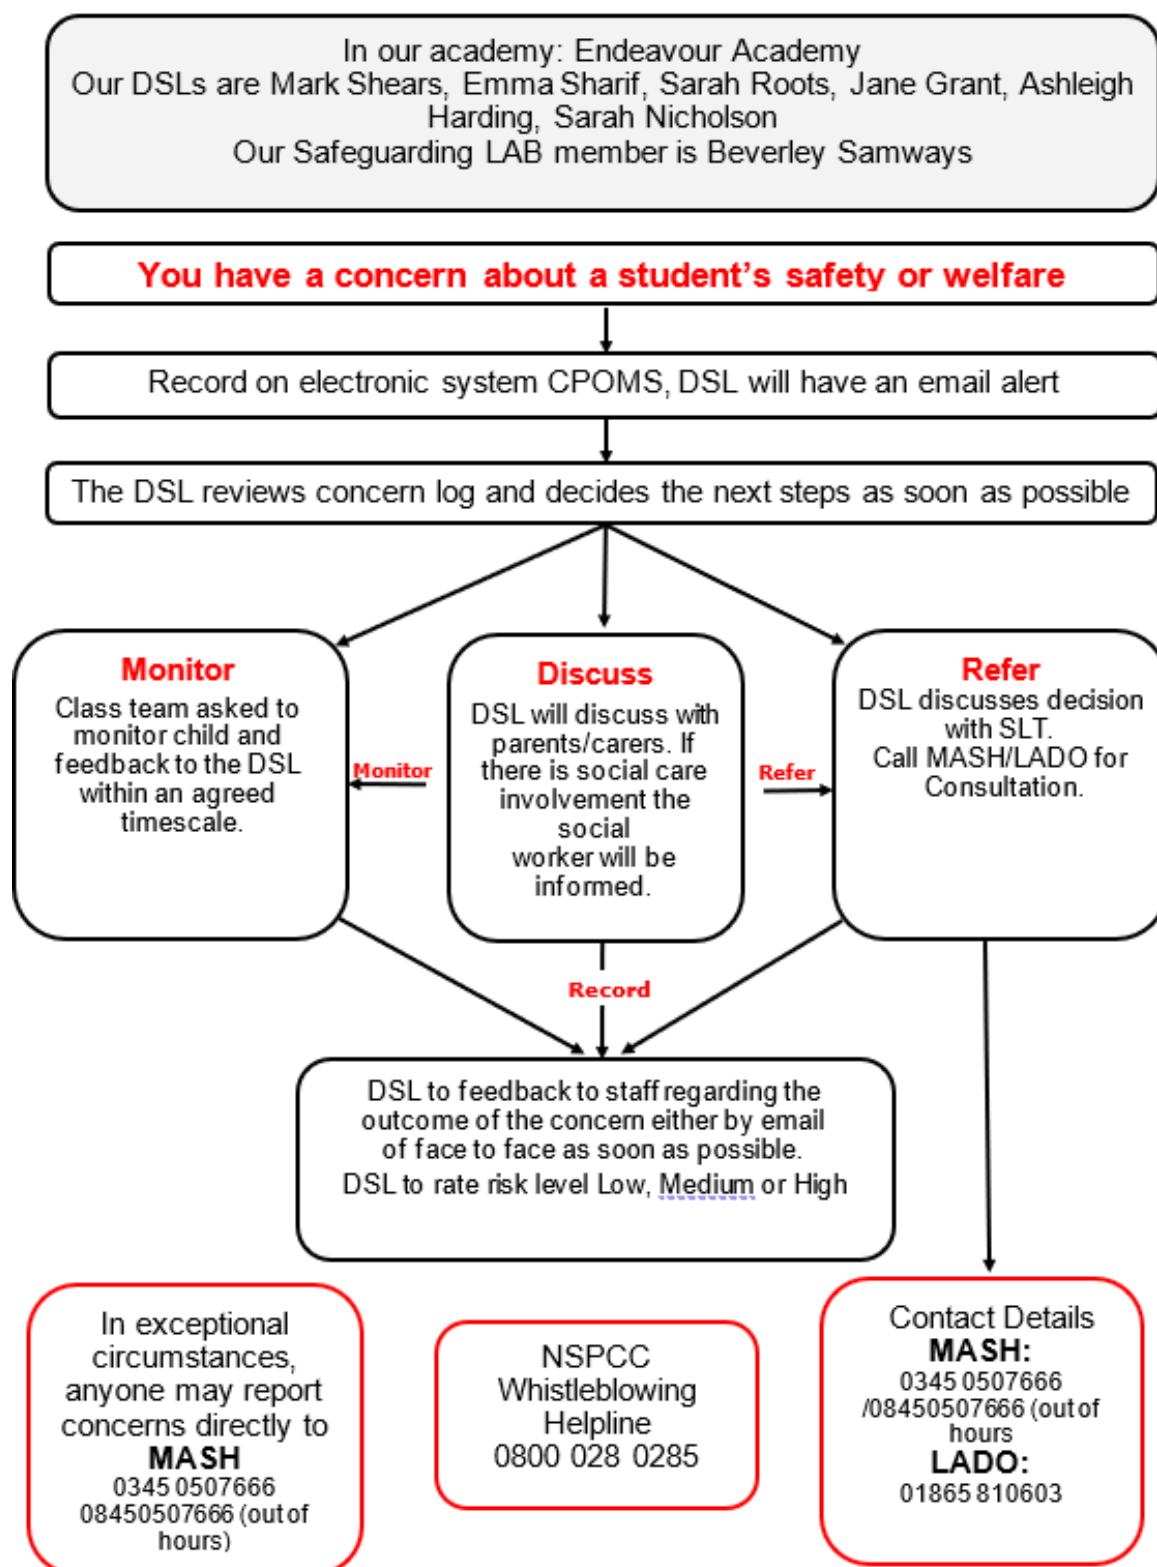 In our academy: Endeavour Academy
Our DSLs are Mark Shears, Emma Sharif, Sarah Roots, Jane Grant, Ashleigh
Harding, Sarah Nicholson
Our Safeguarding LAB member is Beverley Samways
You have a concern about a student’s safety or welfare
Record on electronic system CPOMS, DSL will have an email alert
The DSL reviews concern log and decides the next steps as soon as possible
Monitor
Class team asked to
monitor child and
feedback to the DSL
within an agreed
timescale.
Monitor
Discuss
DSL will discuss with
parents/carers. If
there is social care
involvement the
social
worker will be
informed.
Refer
Refer
DSL discusses decision
with SLT.
Call MASH/LADO for
Consultation.
Record
DSL to feedback to staff regarding the
outcome of the concern either by email
of face to face as soon as possible.
DSL to rate risk level Low, Medium or High
In exceptional
circumstances,
anyone may report
concerns directly to
MASH
0345 0507666
08450507666 (out of
hours)
NSPCC
Whistleblowing
Helpline
0800 028 0285
Contact Details
MASH:
0345 0507666
/08450507666 (out of
hours
LADO:
01865 810603